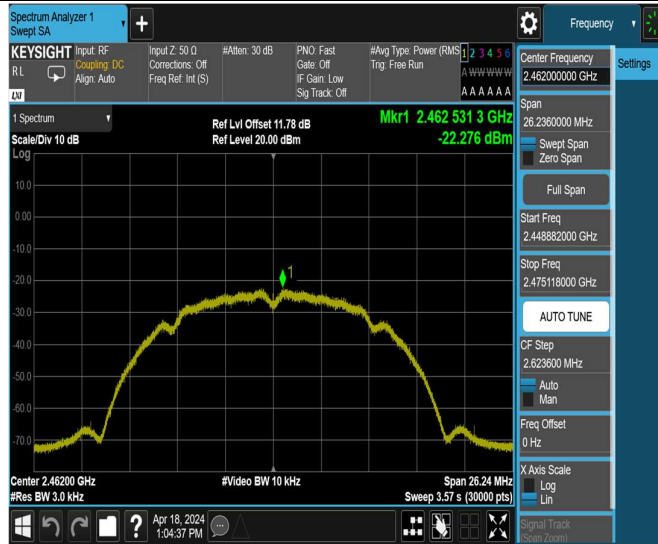 Spectrum Analyzer 1
Swept SA
Frequency
KEYSIGHT
RL
LXI
Input: RF
Coupling: DC
Align: Auto
Input Z: 50 Ω
Corrections: Off
Freq Ref: Int (S)
#Atten: 30 dB
PNO: Fast
Gate: Off
IF Gain: Low
Sig Track: Off
#Avg Type: Power (RMS
Trig: Free Run
1 2 3 4 5 6
A W W W W W
A A A A A A
1 Spectrum
Scale/Div 10 dB
Log
Ref Lvl Offset 11.78 dB
Ref Level 20.00 dBm
Mkr1 2.462 531 3 GHz
-22.276 dBm
10.0
0.00
-10.0
-20.0
-30.0
-40.0
-50.0
-60.0
-70.0
1
Center 2.46200 GHz
#Res BW 3.0 kHz
#Video BW 10 kHz
Span 26.24 MHz
Sweep 3.57 s (30000 pts)
Apr 18, 2024
1:04:37 PM
Center Frequency
2.462000000 GHz
Span
26.2360000 MHz
Swept Span
Zero Span
Full Span
Start Freq
2.448882000 GHz
Stop Freq
2.475118000 GHz
AUTO TUNE
CF Step
2.623600 MHz
Auto
Man
Freq Offset
0 Hz
X Axis Scale
Log
Lin
Signal Track
(Span Zoom)
Settings